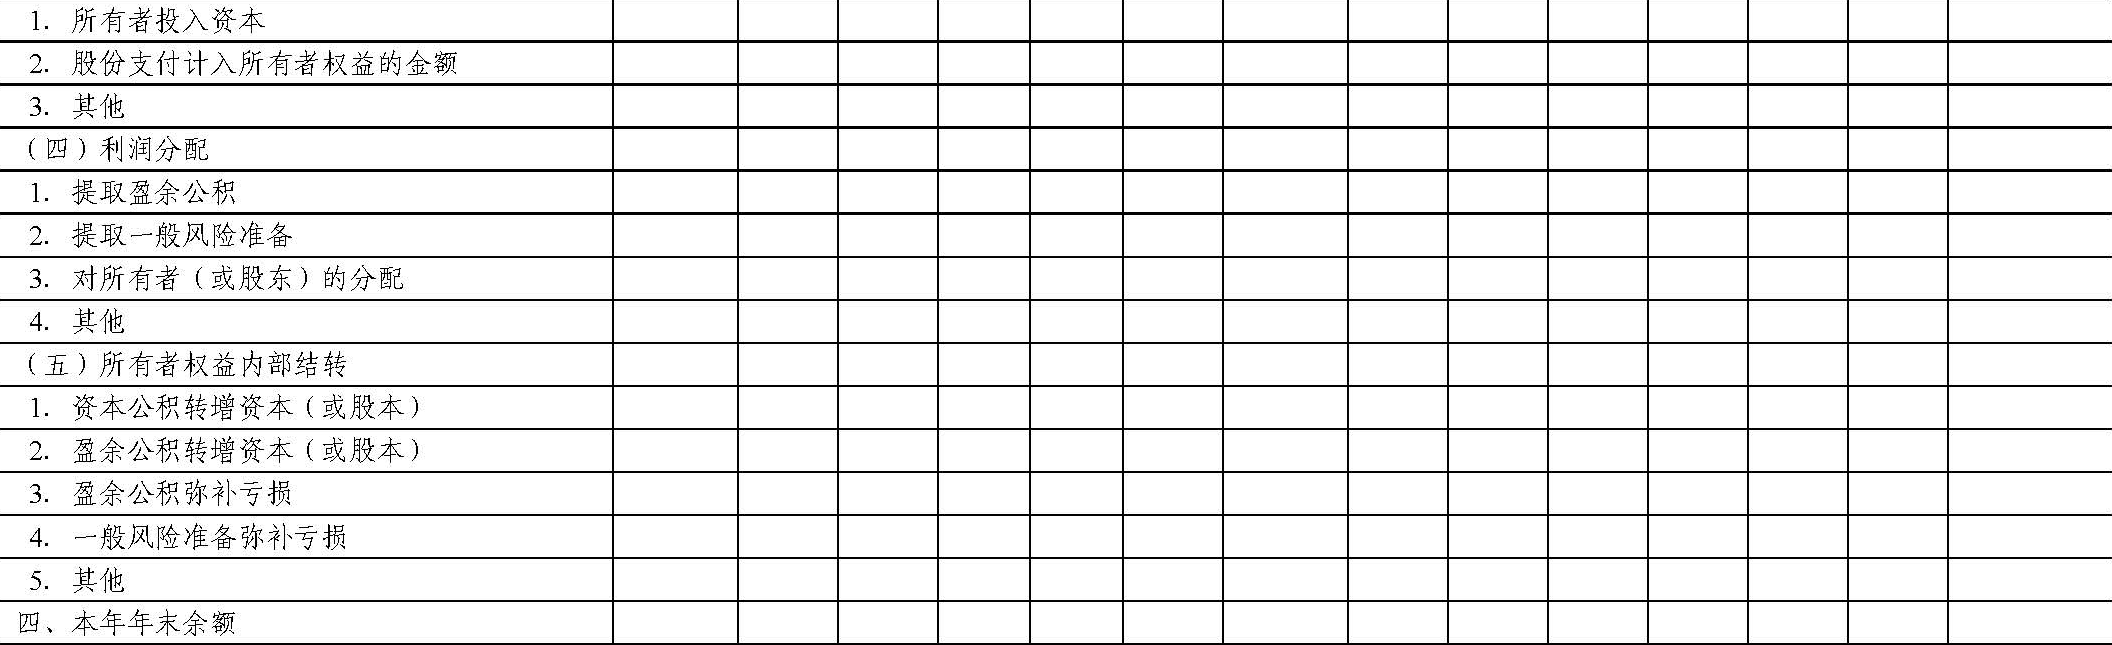 1. 所有者投入资本
2. 股份支付计入所有者权益的金额
3. 其他
（四）利润分配
1. 提取盈余公积
2. 提取一般风险准备
3. 对所有者（或股东）的分配
4. 其他
（五）所有者权益内部结转
1. 资本公积转增资本（或股本）
2. 盈余公积转增资本（或股本）
3. 盈余公积弥补亏损
4. 一般风险准备弥补亏损
5. 其他
四、本年年末余额